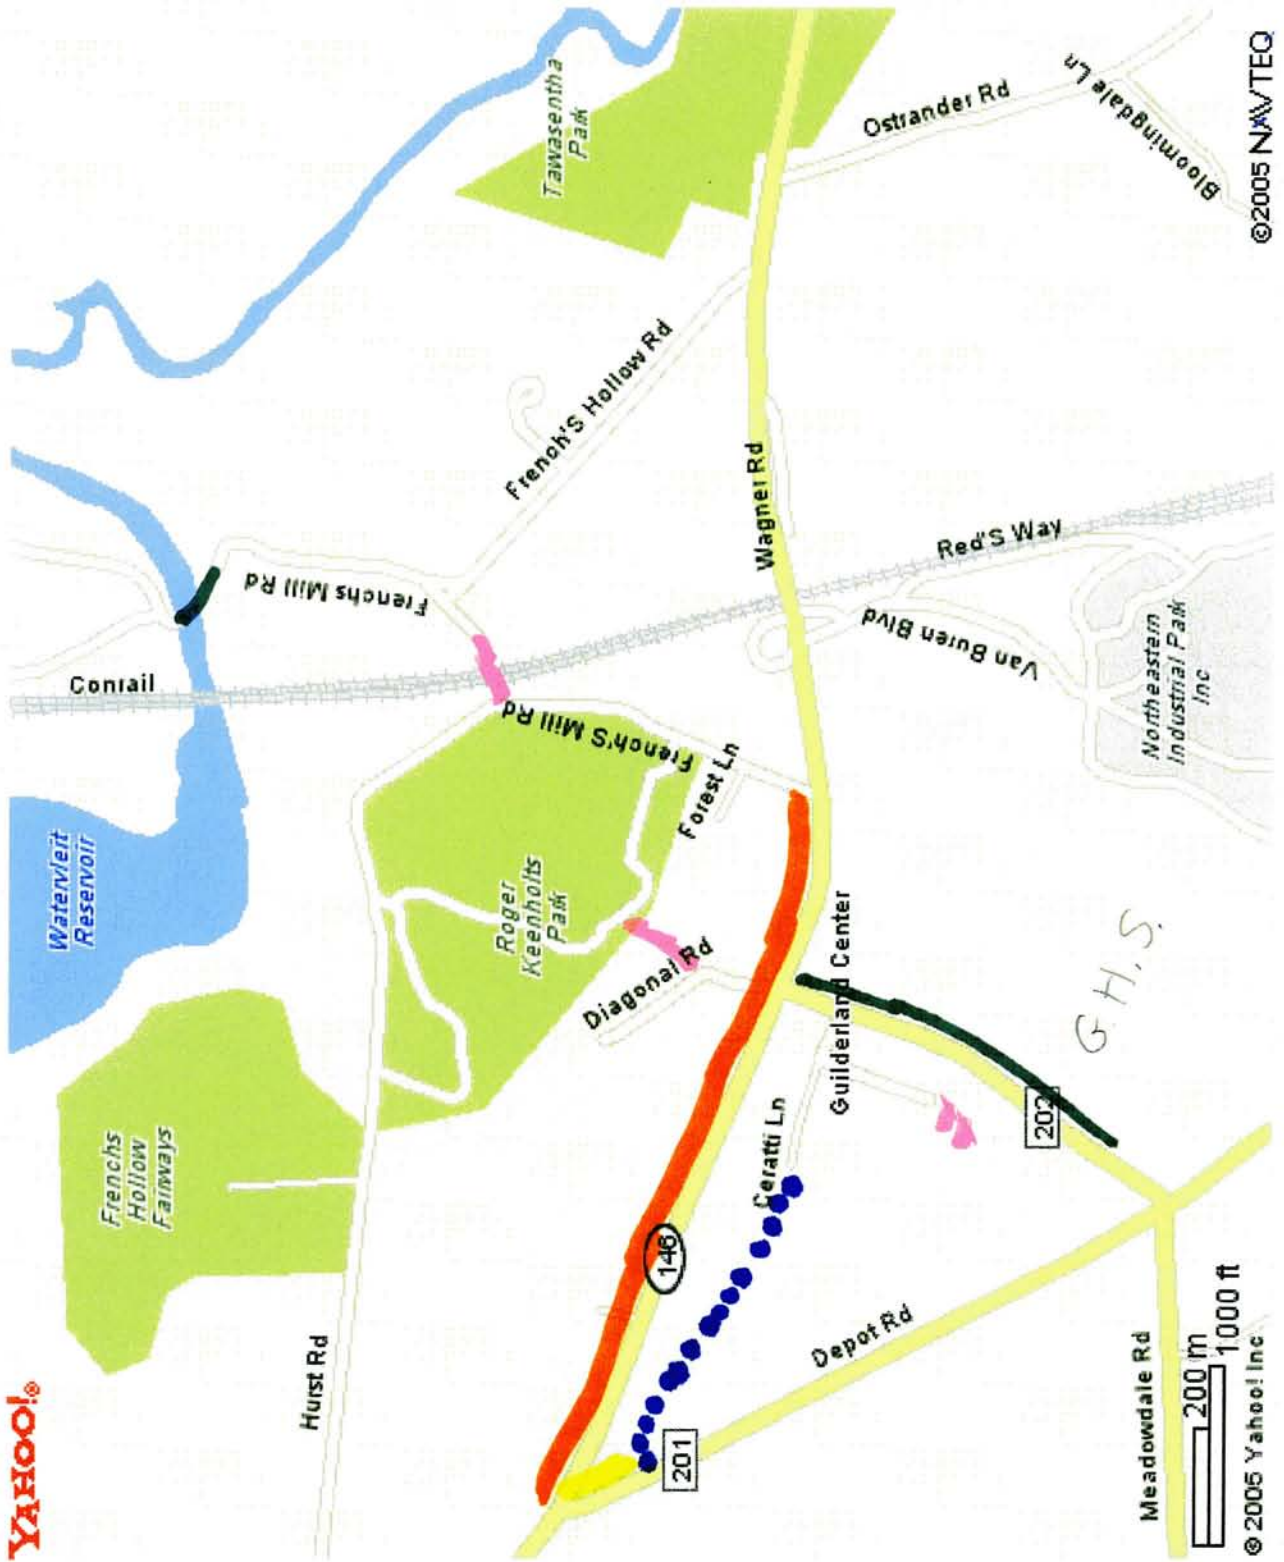 YAHOO!®
Frenchs
Hollow
Fairways
Watervleit
Reservoir
Conrail
Hurst Rd
Frenchs Mill Rd
Tawasentha
Park
Roger
Keenholts
Park
French'S Mill Rd
French'S Hollow Rd
Forest Ln
Diagonal Rd
146
Ceratti Ln
Guilderland Center
Wagner Rd
Ostrander Rd
Bloomingdale Ln
Red'S Way
Van Buren Blvd
201
Depot Rd
202
G.H.S.
Northeastern
Industrial Park
Inc
Meadowdale Rd
200 m
1000 ft
© 2005 Yahoo! Inc
©2005 NAVTEQ